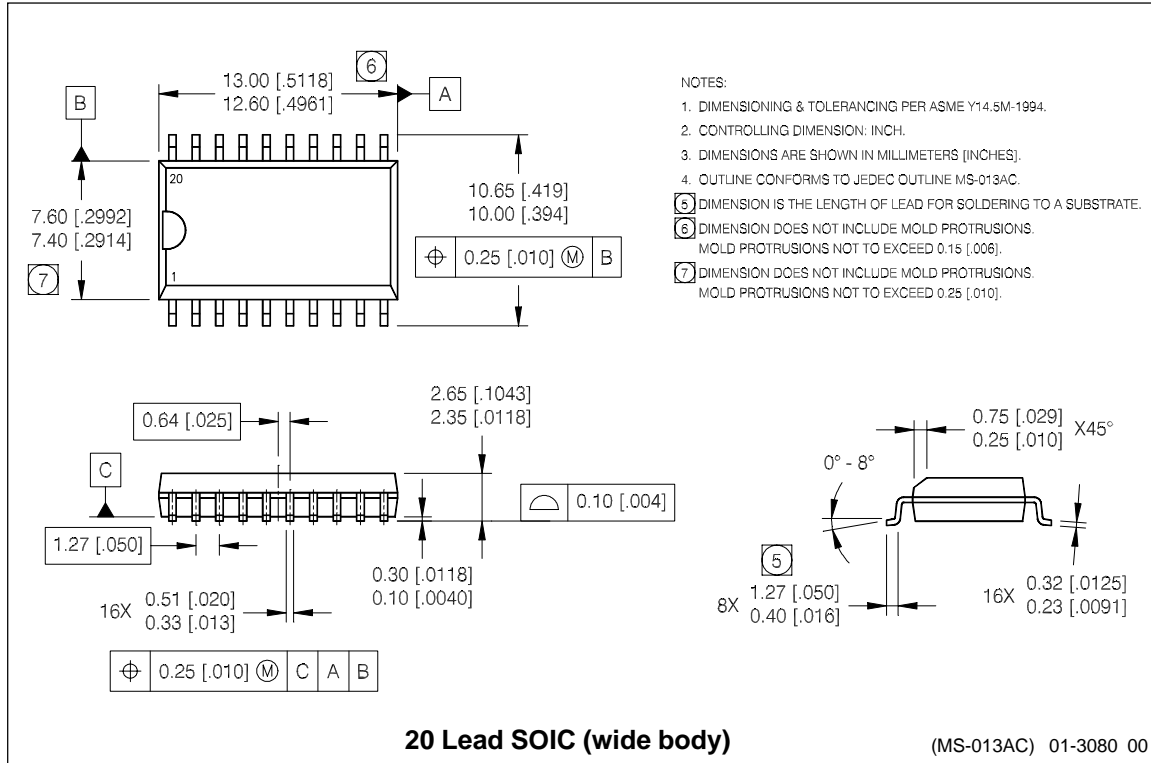 13.00 [.5118]
12.60 [.4961]
6
A
B
20
1
7.60 [.2992]
7.40 [.2914]
7
10.65 [.419]
10.00 [.394]
⌖ 0.25 [.010] Ⓜ B
NOTES:
1. DIMENSIONING & TOLERANCING PER ASME Y14.5M-1994.
2. CONTROLLING DIMENSION: INCH.
3. DIMENSIONS ARE SHOWN IN MILLIMETERS [INCHES].
4. OUTLINE CONFORMS TO JEDEC OUTLINE MS-013AC.
5 DIMENSION IS THE LENGTH OF LEAD FOR SOLDERING TO A SUBSTRATE.
6 DIMENSION DOES NOT INCLUDE MOLD PROTRUSIONS.
MOLD PROTRUSIONS NOT TO EXCEED 0.15 [.006].
7 DIMENSION DOES NOT INCLUDE MOLD PROTRUSIONS.
MOLD PROTRUSIONS NOT TO EXCEED 0.25 [.010].
0.64 [.025]
2.65 [.1043]
2.35 [.0118]
C
⌓ 0.10 [.004]
1.27 [.050]
0.30 [.0118]
0.10 [.0040]
16X 0.51 [.020]
0.33 [.013]
⌖ 0.25 [.010] Ⓜ C A B
0.75 [.029]
0.25 [.010] X45°
0° - 8°
5
8X 1.27 [.050]
0.40 [.016]
16X 0.32 [.0125]
0.23 [.0091]
20 Lead SOIC (wide body)
(MS-013AC) 01-3080 00